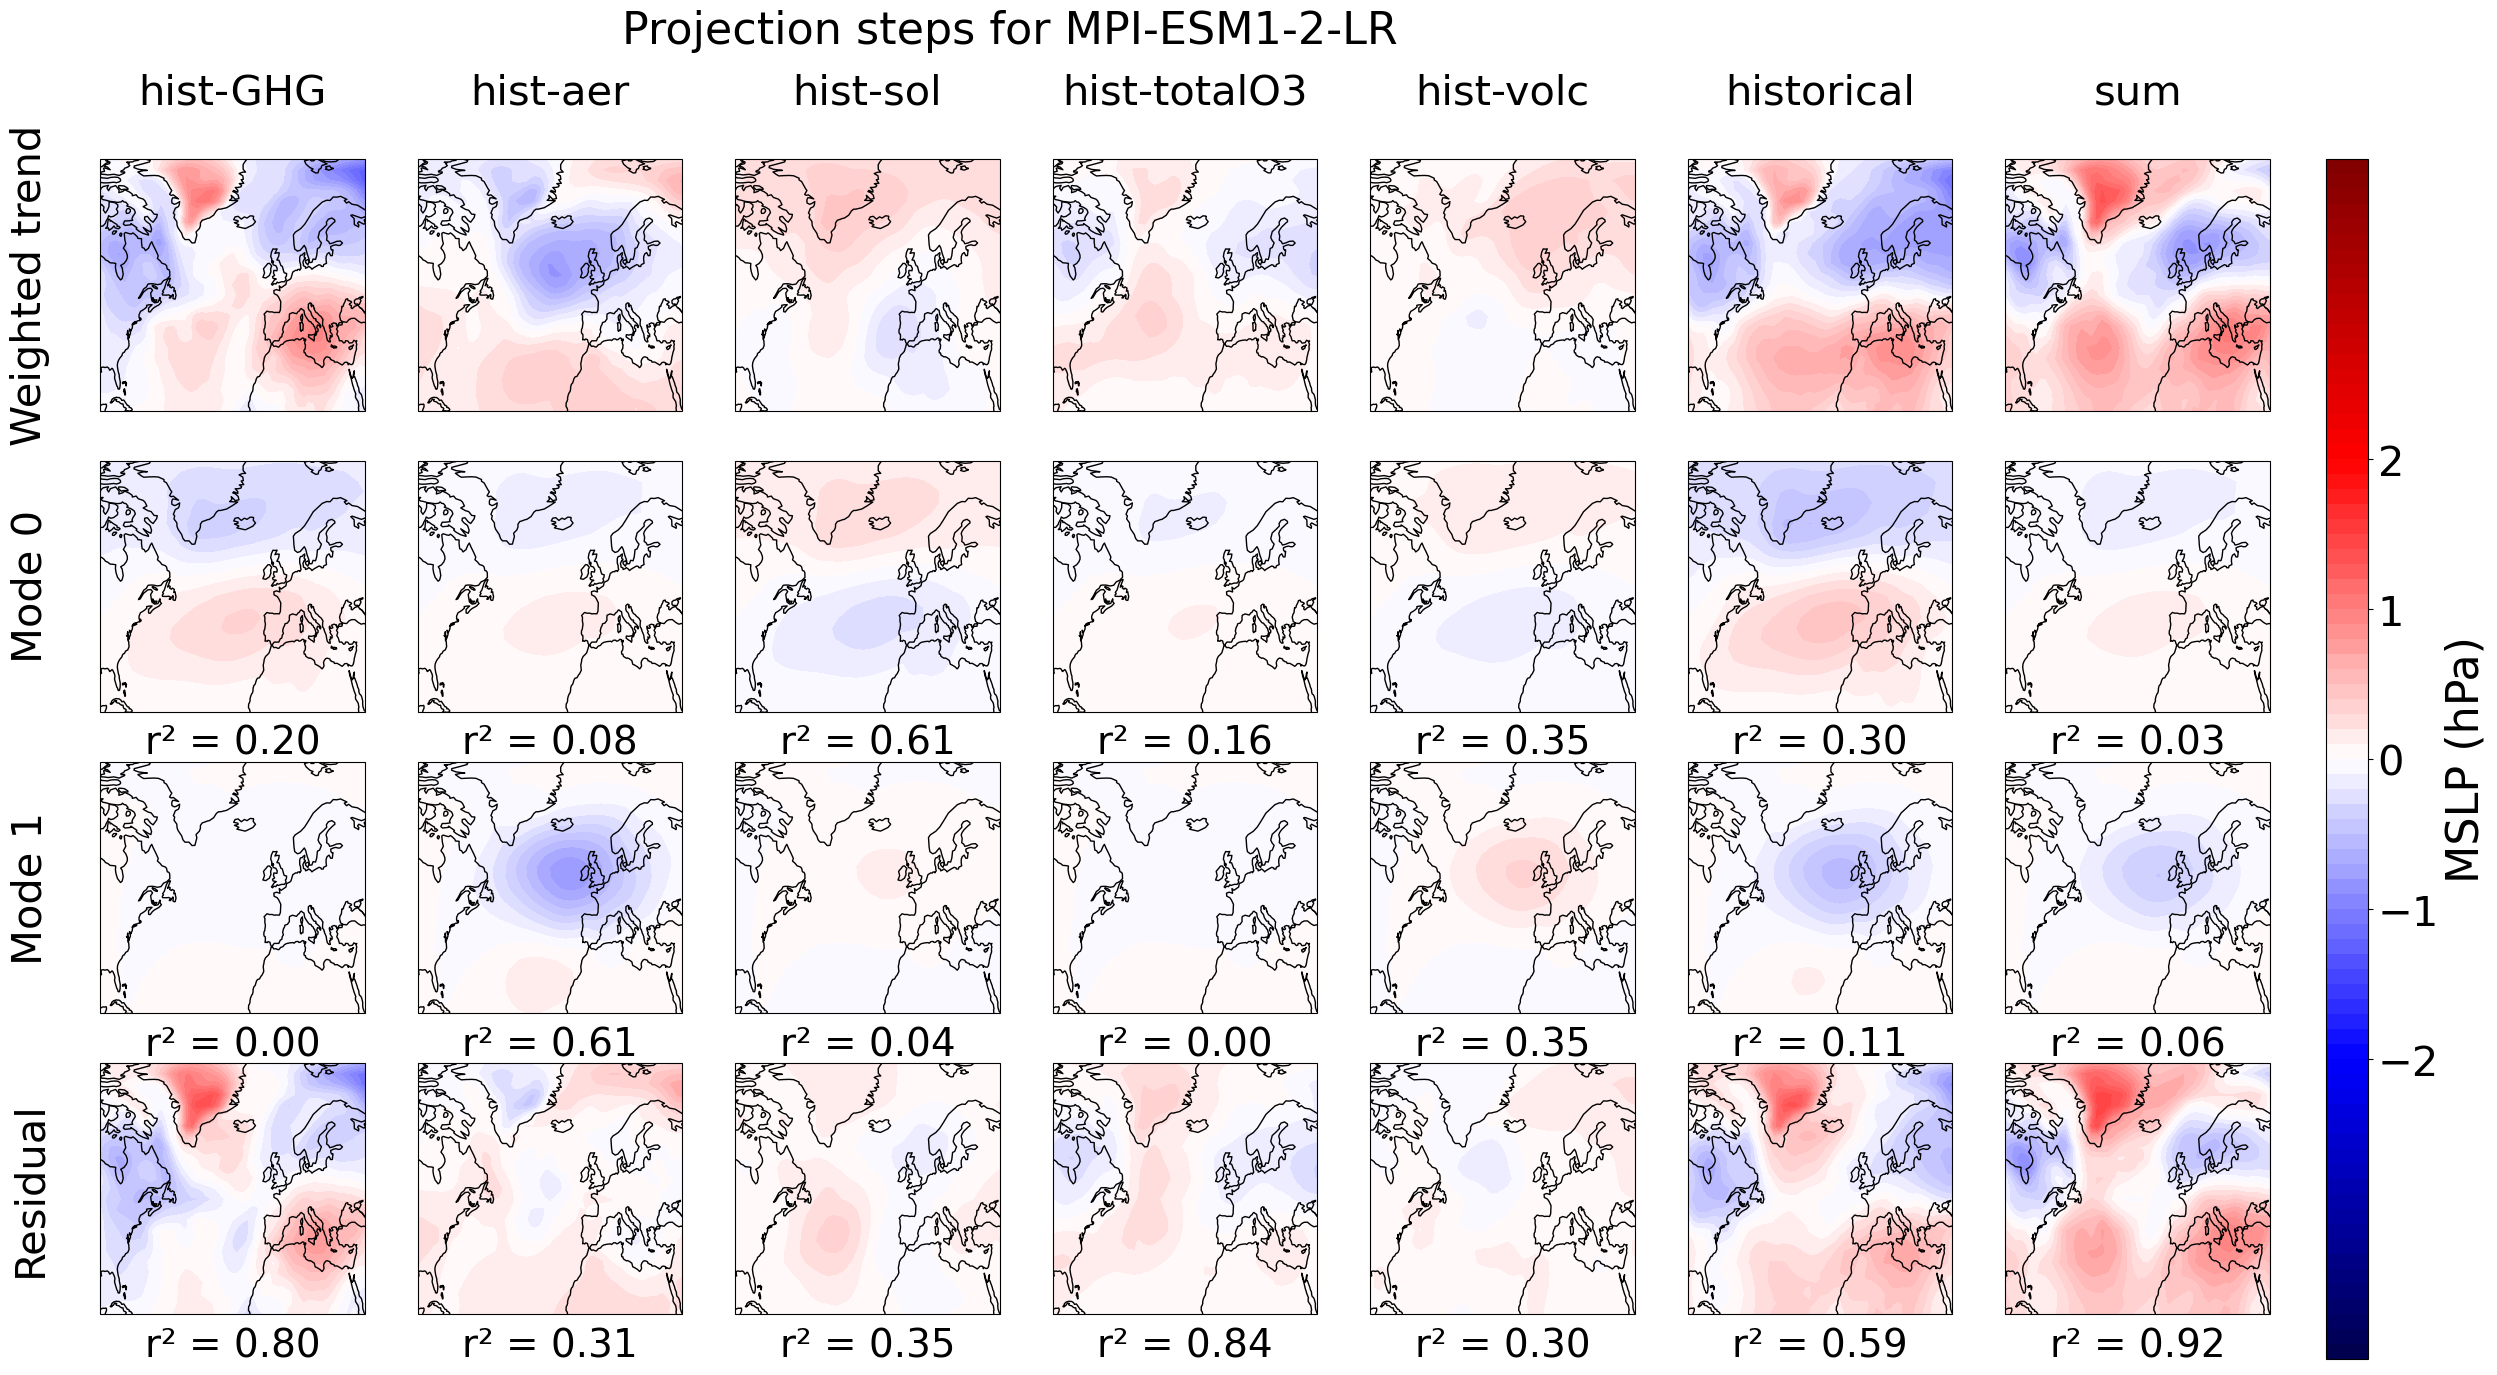 Projection steps for MPI-ESM1-2-LR
hist-GHG hist-aer hist-sol hist-totalO3 hist-volc historical sum
Weighted trend
Mode 0
r² = 0.20 r² = 0.08 r² = 0.61 r² = 0.16 r² = 0.35 r² = 0.30 r² = 0.03
Mode 1
r² = 0.00 r² = 0.61 r² = 0.04 r² = 0.00 r² = 0.35 r² = 0.11 r² = 0.06
Residual
r² = 0.80 r² = 0.31 r² = 0.35 r² = 0.84 r² = 0.30 r² = 0.59 r² = 0.92
2
1
0
−1
−2
MSLP (hPa)